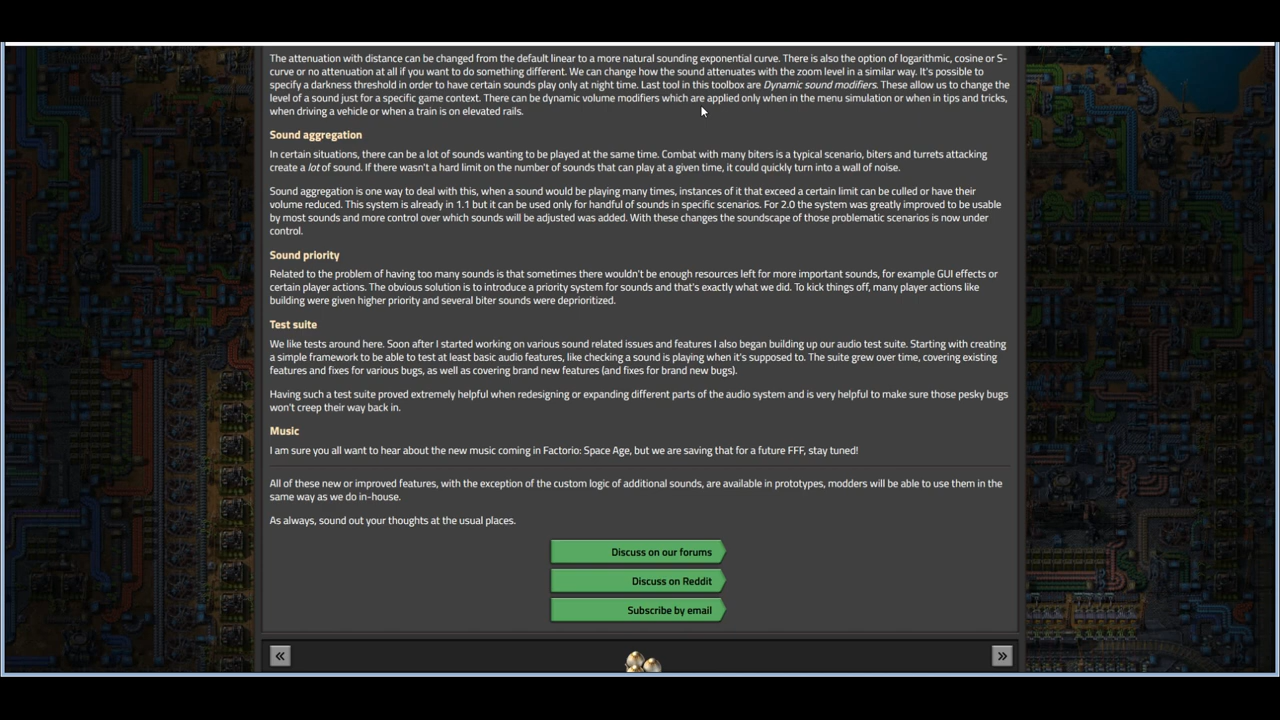 The attenuation with distance can be changed from the default linear to a more natural sounding exponential curve. There is also the option of logarithmic, cosine or S-
curve or no attenuation at all if you want to do something different. We can change how the sound attenuates with the zoom level in a similar way. It's possible to
specify a darkness threshold in order to have certain sounds play only at night time. Last tool in this toolbox are Dynamic sound modifiers. These allow us to change the
level of a sound just for a specific game context. There can be dynamic volume modifiers which are applied only when in the menu simulation or when in tips and tricks,
when driving a vehicle or when a train is on elevated rails.
Sound aggregation
In certain situations, there can be a lot of sounds wanting to be played at the same time. Combat with many biters is a typical scenario, biters and turrets attacking
create a lot of sound. If there wasn't a hard limit on the number of sounds that can play at a given time, it could quickly turn into a wall of noise.
Sound aggregation is one way to deal with this, when a sound would be playing many times, instances of it that exceed a certain limit can be culled or have their
volume reduced. This system is already in 1.1 but it can be used only for handful of sounds in specific scenarios. For 2.0 the system was greatly improved to be usable
by most sounds and more control over which sounds will be adjusted was added. With these changes the soundscape of those problematic scenarios is now under
control.
Sound priority
Related to the problem of having too many sounds is that sometimes there wouldn't be enough resources left for more important sounds, for example GUI effects or
certain player actions. The obvious solution is to introduce a priority system for sounds and that's exactly what we did. To kick things off, many player actions like
building were given higher priority and several biter sounds were deprioritized.
Test suite
We like tests around here. Soon after I started working on various sound related issues and features I also began building up our audio test suite. Starting with creating
a simple framework to be able to test at least basic audio features, like checking a sound is playing when it's supposed to. The suite grew over time, covering existing
features and fixes for various bugs, as well as covering brand new features (and fixes for brand new bugs).
Having such a test suite proved extremely helpful when redesigning or expanding different parts of the audio system and is very helpful to make sure those pesky bugs
won't creep their way back in.
Music
I am sure you all want to hear about the new music coming in Factorio: Space Age, but we are saving that for a future FFF, stay tuned!
All of these new or improved features, with the exception of the custom logic of additional sounds, are available in prototypes, modders will be able to use them in the
same way as we do in-house.
As always, sound out your thoughts at the usual places.
Discuss on our forums
Discuss on Reddit
Subscribe by email
« »